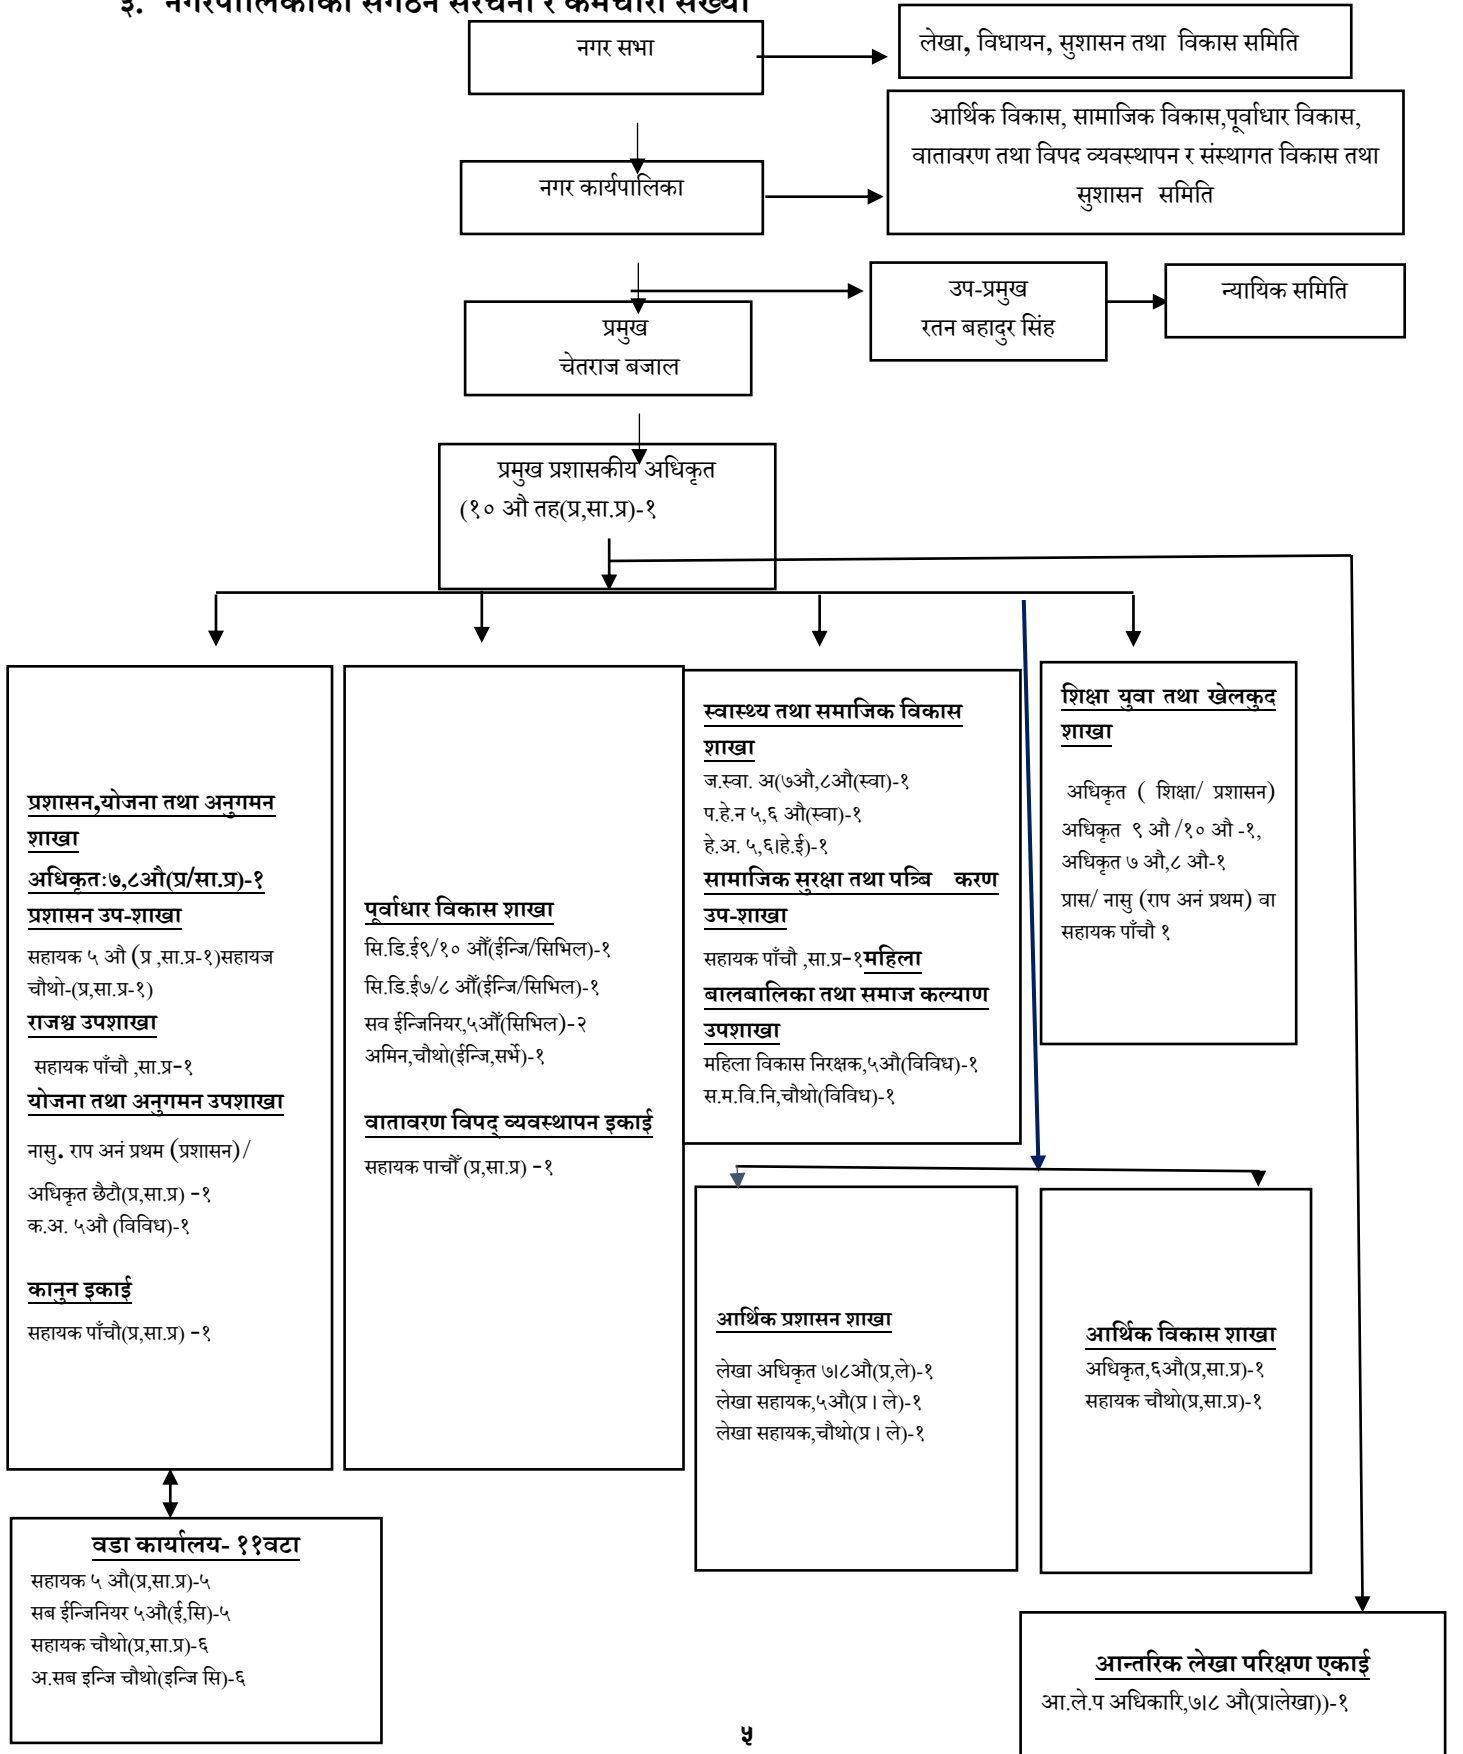 ३. नगरपालिकाको संगठन संरचना र कर्मचारी संख्या
नगर सभा
लेखा, विधायन, सुशासन तथा विकास समिति
आर्थिक विकास, सामाजिक विकास,पूर्वाधार विकास,
वातावरण तथा विपद व्यवस्थापन र संस्थागत विकास तथा
सुशासन समिति
नगर कार्यपालिका
उप-प्रमुख
रतन बहादुर सिंह
न्यायिक समिति
प्रमुख
चेतराज बजाल
प्रमुख प्रशासकीय अधिकृत
(१० औ तह(प्र,सा.प्र)-१
प्रशासन,योजना तथा अनुगमन
शाखा
अधिकृतः७,८औ(प्र/सा.प्र)-१
प्रशासन उप-शाखा
सहायक ५ औ (प्र ,सा.प्र-१)सहायज
चौथो-(प्र,सा.प्र-१)
राजश्व उपशाखा
सहायक पाँचौ ,सा.प्र-१
योजना तथा अनुगमन उपशाखा
नासु. राप अनं प्रथम (प्रशासन)/
अधिकृत छैटौ(प्र,सा.प्र) -१
क.अ. ५औ (विविध)-१
कानुन इकाई
सहायक पाँचौ(प्र,सा.प्र) -१
पूर्वाधार विकास शाखा
सि.डि.ई९/१० औँ(ईन्जि/सिभिल)-१
सि.डि.ई७/८ औँ(ईन्जि/सिभिल)-१
सव ईन्जिनियर,५औँ(सिभिल)-२
अमिन,चौथो(ईन्जि,सर्भे)-१
वातावरण विपद् व्यवस्थापन इकाई
सहायक पाचौँ (प्र,सा.प्र) -१
स्वास्थ्य तथा समाजिक विकास
शाखा
ज.स्वा. अ(७औ,८औ(स्वा)-१
प.हे.न ५,६ औ(स्वा)-१
हे.अ. ५,६।हे.ई)-१
सामाजिक सुरक्षा तथा पञ्बि करण
उप-शाखा
सहायक पाँचौ ,सा.प्र-१महिला
बालबालिका तथा समाज कल्याण
उपशाखा
महिला विकास निरक्षक,५औ(विविध)-१
स.म.वि.नि,चौथो(विविध)-१
शिक्षा युवा तथा खेलकुद
शाखा
अधिकृत ( शिक्षा/ प्रशासन)
अधिकृत ९ औ /१० औ -१,
अधिकृत ७ औ,८ औ-१
प्रास/ नासु (राप अनं प्रथम) वा
सहायक पाँचौ १
आर्थिक प्रशासन शाखा
लेखा अधिकृत ७।८औ(प्र,ले)-१
लेखा सहायक,५औ(प्र । ले)-१
लेखा सहायक,चौथो(प्र । ले)-१
आर्थिक विकास शाखा
अधिकृत,६औ(प्र,सा.प्र)-१
सहायक चौथो(प्र,सा.प्र)-१
वडा कार्यालय- ११वटा
सहायक ५ औ(प्र,सा.प्र)-५
सब ईन्जिनियर ५औ(ई,सि)-५
सहायक चौथो(प्र,सा.प्र)-६
अ.सब इन्जि चौथो(इन्जि सि)-६
आन्तरिक लेखा परिक्षण एकाई
आ.ले.प अधिकारि,७।८ औ(प्र।लेखा))-१
५